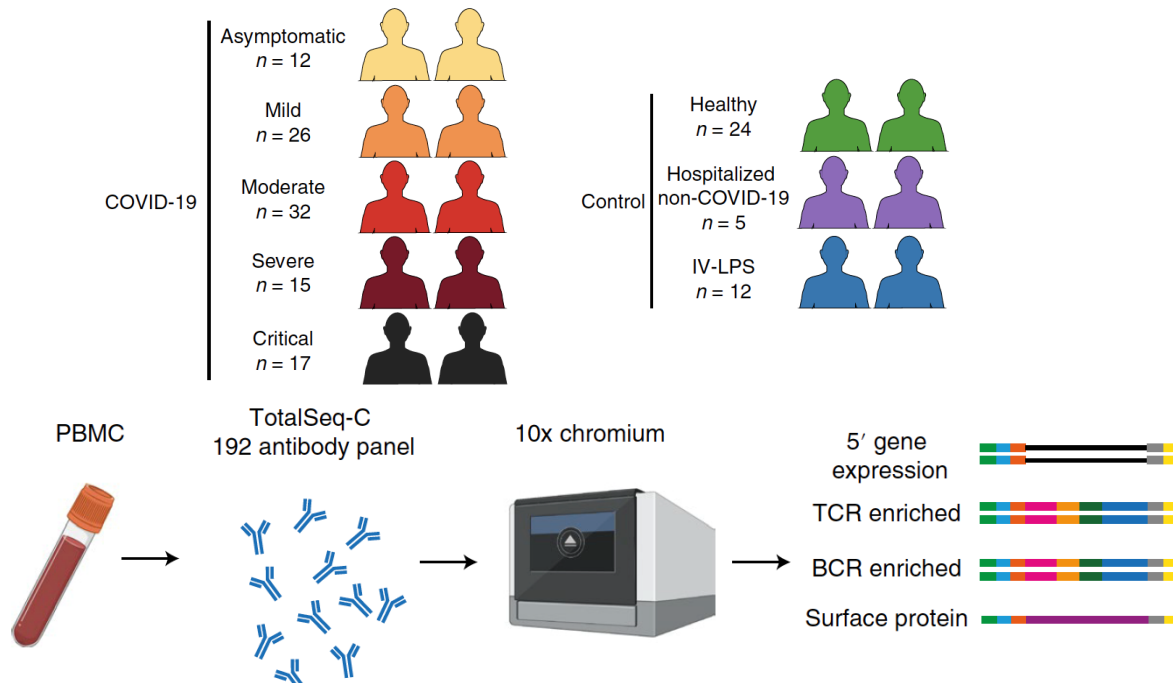 Asymptomatic
n = 12
Mild
n = 26
COVID-19
Moderate
n = 32
Severe
n = 15
Critical
n = 17
Control
Healthy
n = 24
Hospitalized
non-COVID-19
n = 5
IV-LPS
n = 12
PBMC
TotalSeq-C
192 antibody panel
10x chromium
5′ gene
expression
TCR enriched
BCR enriched
Surface protein